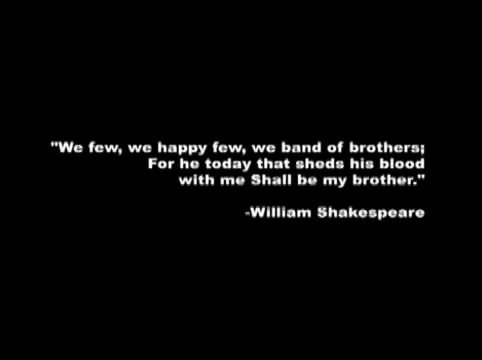 "We few, we happy few, we band of brothers;
For he today that sheds his blood
with me Shall be my brother."
-William Shakespeare